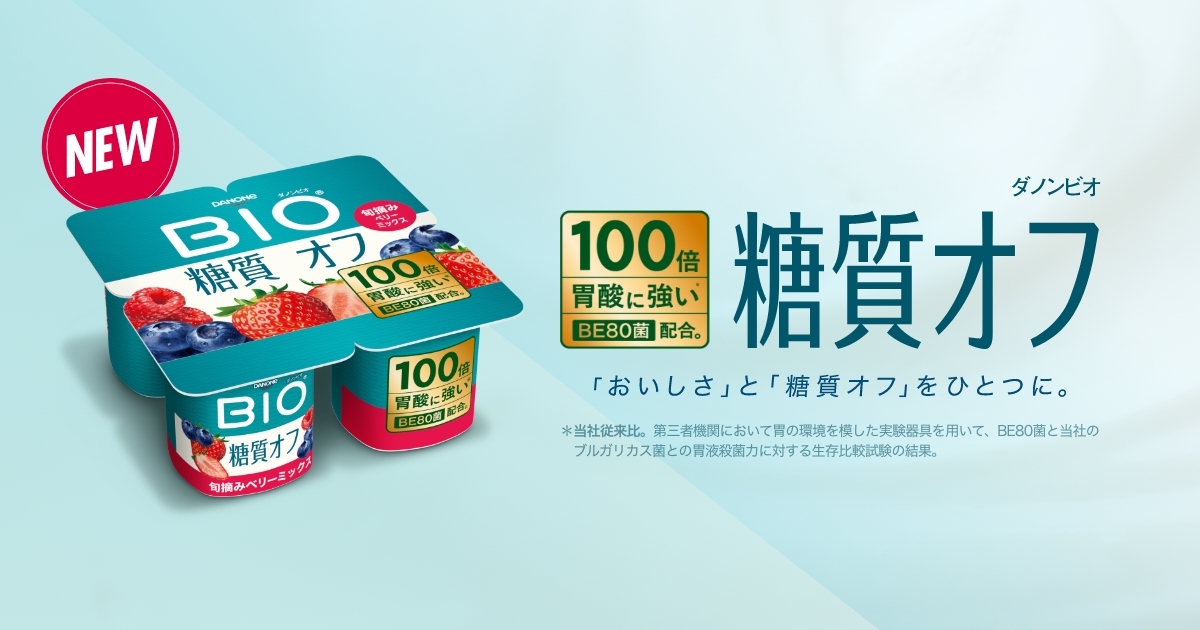 NEW
DANONE ダノンビオ
BIO®
糖質 オフ
旬摘み
ベリー
ミックス
100倍
胃酸に強い*
BE80菌 配合。
DANONE ダノンビオ
BIO
糖質オフ
旬摘みベリーミックス
100倍
胃酸に強い*
BE80菌 配合。
ダノンビオ
100倍
胃酸に強い*
BE80菌 配合。
糖質オフ
「おいしさ」と「糖質オフ」をひとつに。
＊当社従来比。第三者機関において胃の環境を模した実験器具を用いて、BE80菌と当社の
ブルガリカス菌との胃液殺菌力に対する生存比較試験の結果。